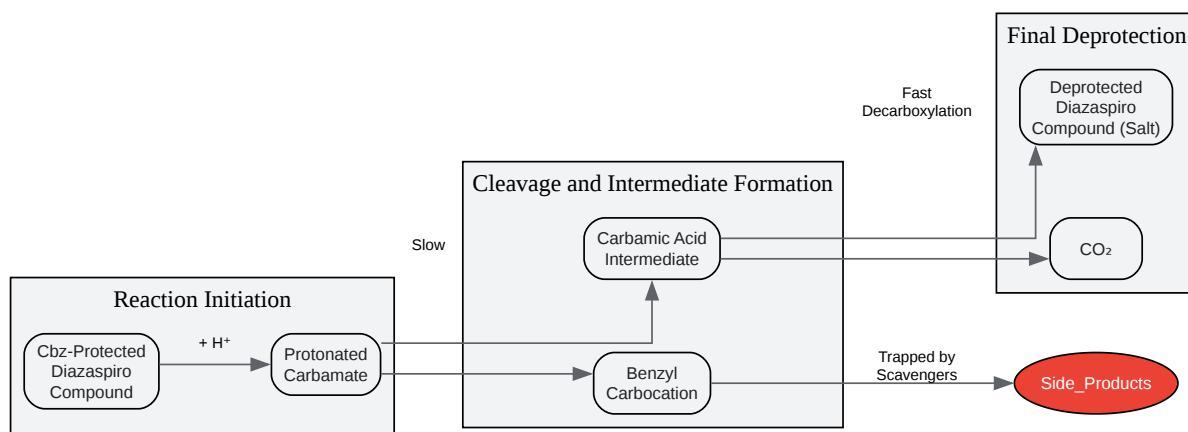 Final Deprotection
Deprotected
Diazaspiro
Compound (Salt)
Fast
Decarboxylation
Cleavage and Intermediate Formation
Slow
Carbamic Acid
Intermediate
CO₂
Reaction Initiation
Cbz-Protected
Diazaspiro
Compound
+ H⁺
Protonated
Carbamate
Benzyl
Carbocation
Trapped by
Scavengers
Side_Products